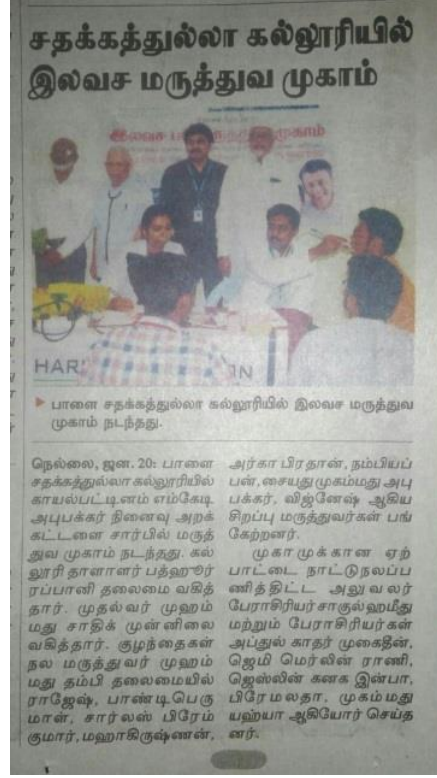 சதக்கத்துல்லா கல்லூரியில்
இலவச மருத்துவ முகாம்
இலவச முகாம்
HAR
IN
பாளை சதக்கத்துல்லா கல்லூரியில் இலவச மருத்துவ
முகாம் நடந்தது.
நெல்லை, ஜன. 20: பாளை
சதக்கத்துல்லா கல்லூரியில்
காயல்பட்டினம் எம்கேடி
அபுபக்கர் நினைவு அறக்
கட்டளை சார்பில் மருத்
துவ முகாம் நடந்தது. கல்
லூரி தாளாளர் பத்ஹூர்
ரப்பானி தலைமை வகித்
தார். முதல்வர் முஹம்
மது சாதிக் முன்னிலை
வகித்தார். குழந்தைகள்
நல மருத்துவர் முஹம்
மது தம்பி தலைமையில்
ராஜேஷ், பாண்டிபெரு
மாள், சார்லஸ் பிரேம்
குமார், மஹாகிருஷ்ணன்,
அர்கா பிரதான், நம்பியப்
பன், சையது முகம்மது அபு
பக்கர், விஜ்னேஷ் ஆகிய
சிறப்பு மருத்துவர்கள் பங்
கேற்றனர்.
முகாமுக்கான ஏற்
பாட்டை நாட்டுநலப்ப
ணித்திட்ட அலுவலர்
பேராசிரியர் சாகுல்ஹமீது
மற்றும் பேராசிரியர்கள்
அப்துல் காதர் முகைதீன்,
ஜெமி மெர்லின் ராணி,
ஜெஸ்லின் கனக இன்பா,
பிரேமலதா, முகம்மது
யஹ்யா ஆகியோர் செய்த
னர்.